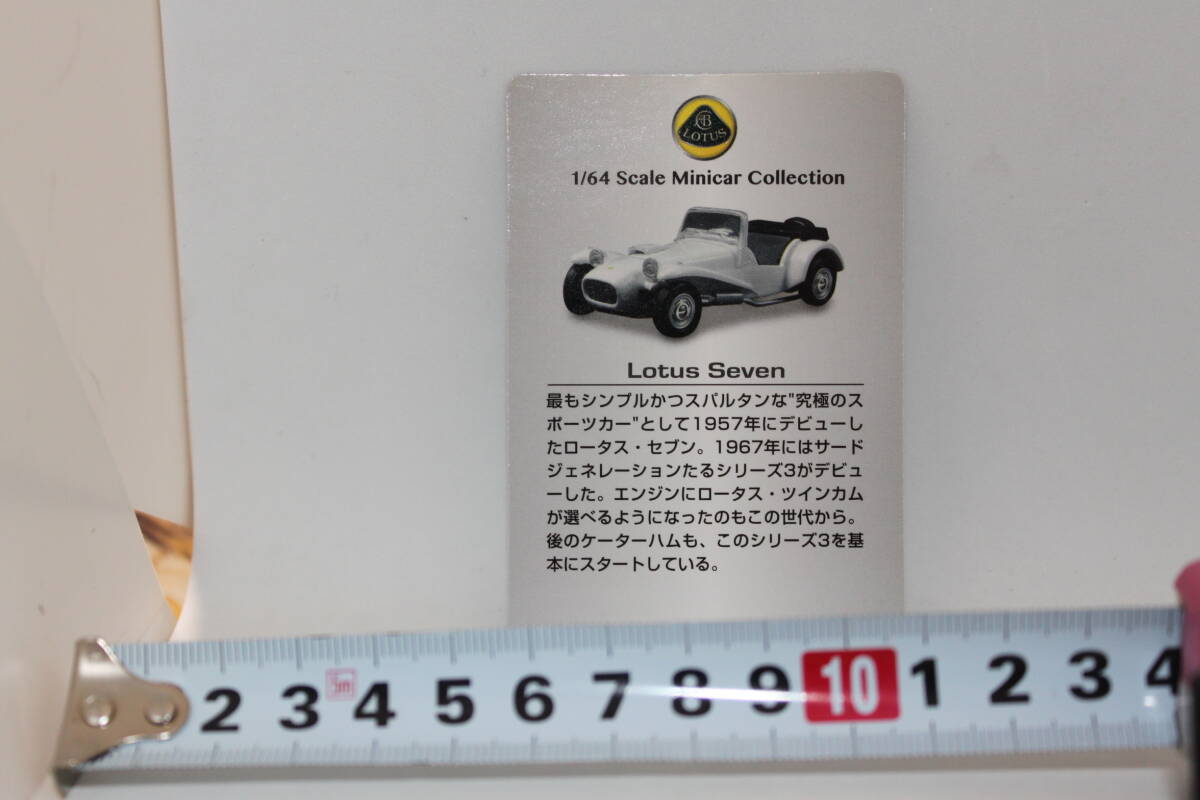 LOTUS
1/64 Scale Minicar Collection
Lotus Seven
最もシンプルかつスパルタンな"究極のス
ポーツカー"として1957年にデビューし
たロータス・セブン。1967年にはサード
ジェネレーションたるシリーズ3がデビュ
ーした。エンジンにロータス・ツインカム
が選べるようになったのもこの世代から。
後のケーターハムも、このシリーズ3を基
本にスタートしている。
2 3 5m 4 5 6 7 8 9 10 1 2 3 4